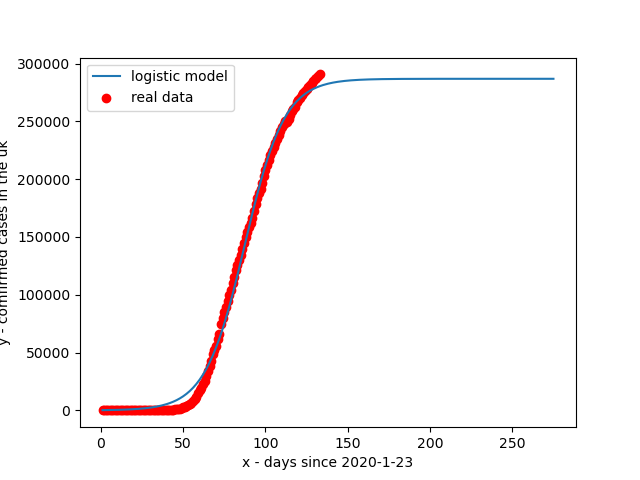 logistic model
real data
300000
250000
200000
150000
100000
50000
0
y - comfirmed cases in the uk
0 50 100 150 200 250
x - days since 2020-1-23